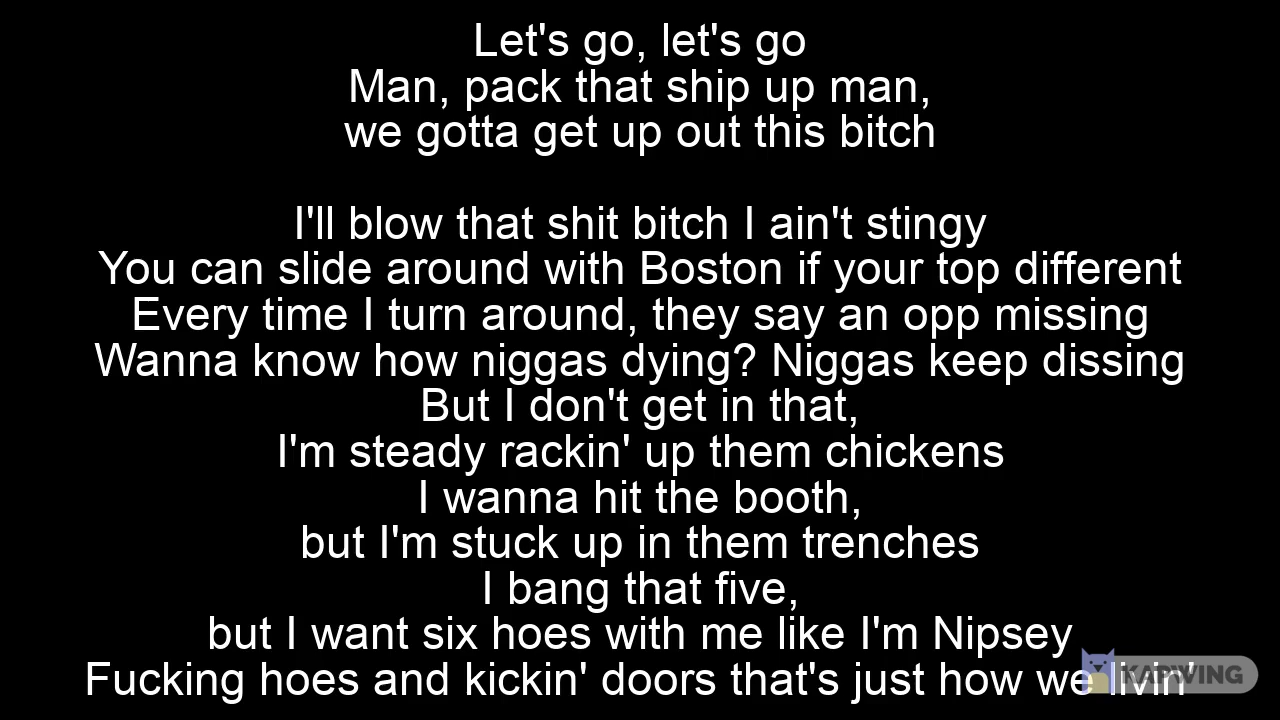 Let's go, let's go
Man, pack that ship up man,
we gotta get up out this bitch
I'll blow that shit bitch I ain't stingy
You can slide around with Boston if your top different
Every time I turn around, they say an opp missing
Wanna know how niggas dying? Niggas keep dissing
But I don't get in that,
I'm steady rackin' up them chickens
I wanna hit the booth,
but I'm stuck up in them trenches
I bang that five,
but I want six hoes with me like I'm Nipsey
Fucking hoes and kickin' doors that's just how we livin'
KAPWING